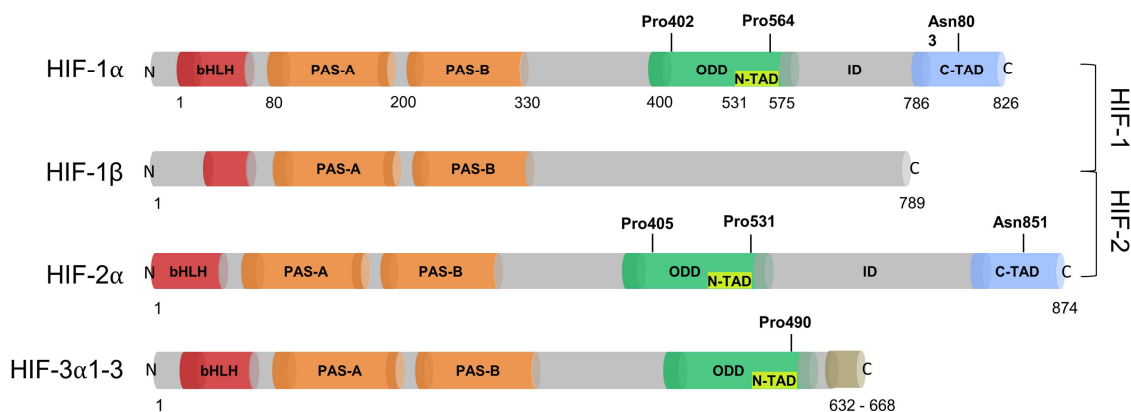 Pro402 Pro564 Asn80
3
HIF-1α N bHLH PAS-A PAS-B ODD N-TAD ID C-TAD C
1 80 200 330 400 531 575 786 826
HIF-1
HIF-1β N PAS-A PAS-B C
1 789
HIF-2
Pro405 Pro531 Asn851
HIF-2α N bHLH PAS-A PAS-B ODD N-TAD ID C-TAD C
1 874
Pro490
HIF-3α1-3 N bHLH PAS-A PAS-B ODD N-TAD C
1 632 - 668